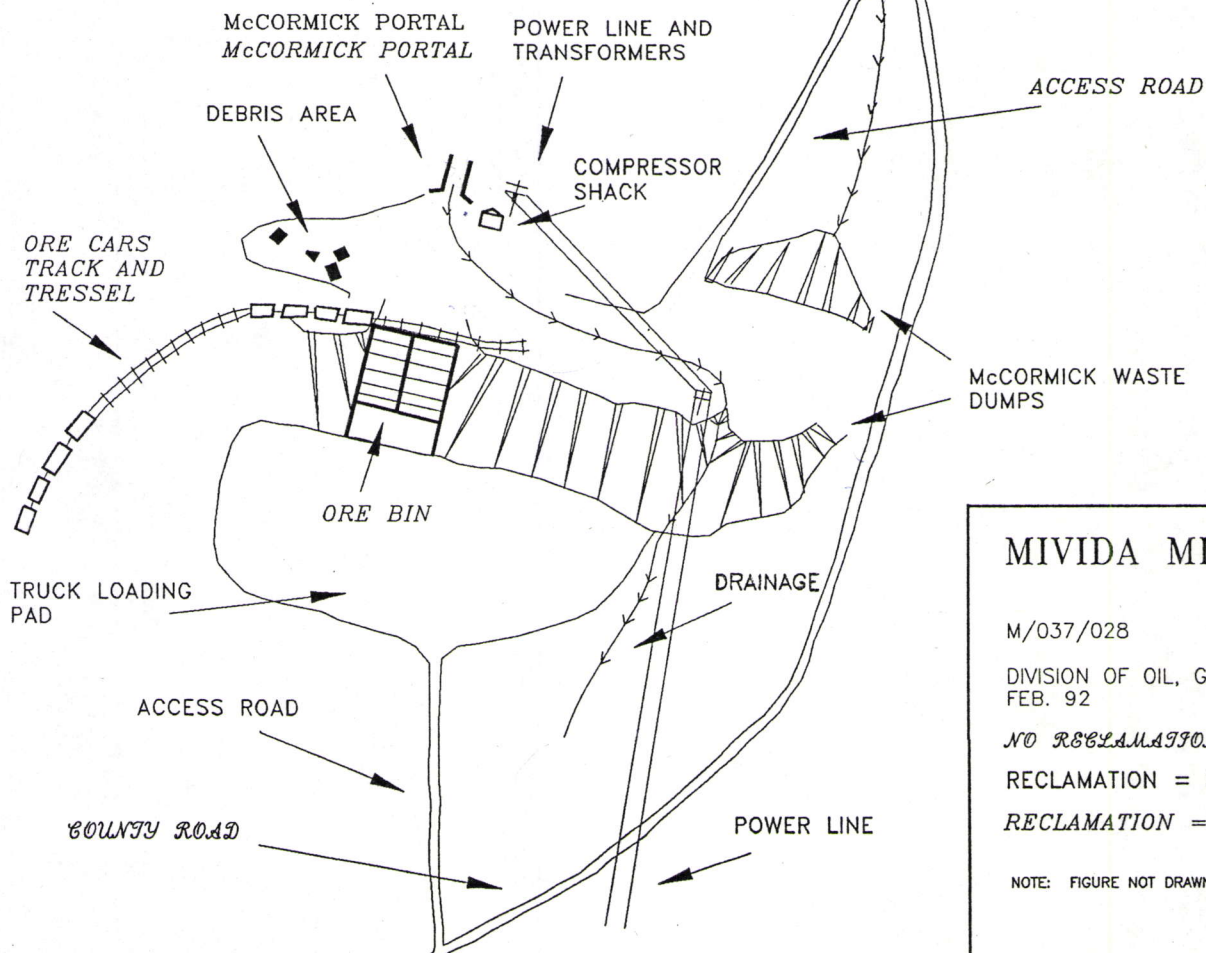 McCORMICK PORTAL
McCORMICK PORTAL
POWER LINE AND
TRANSFORMERS
ACCESS ROAD
DEBRIS AREA
COMPRESSOR
SHACK
ORE CARS
TRACK AND
TRESSEL
McCORMICK WASTE
DUMPS
ORE BIN
TRUCK LOADING
PAD
DRAINAGE
ACCESS ROAD
COUNTY ROAD
POWER LINE
MIVIDA
M/037/028
DIVISION OF OIL, G
FEB. 92
NO
RECLAMATION =
RECLAMATION =
NOTE: FIGURE NOT DRAWN